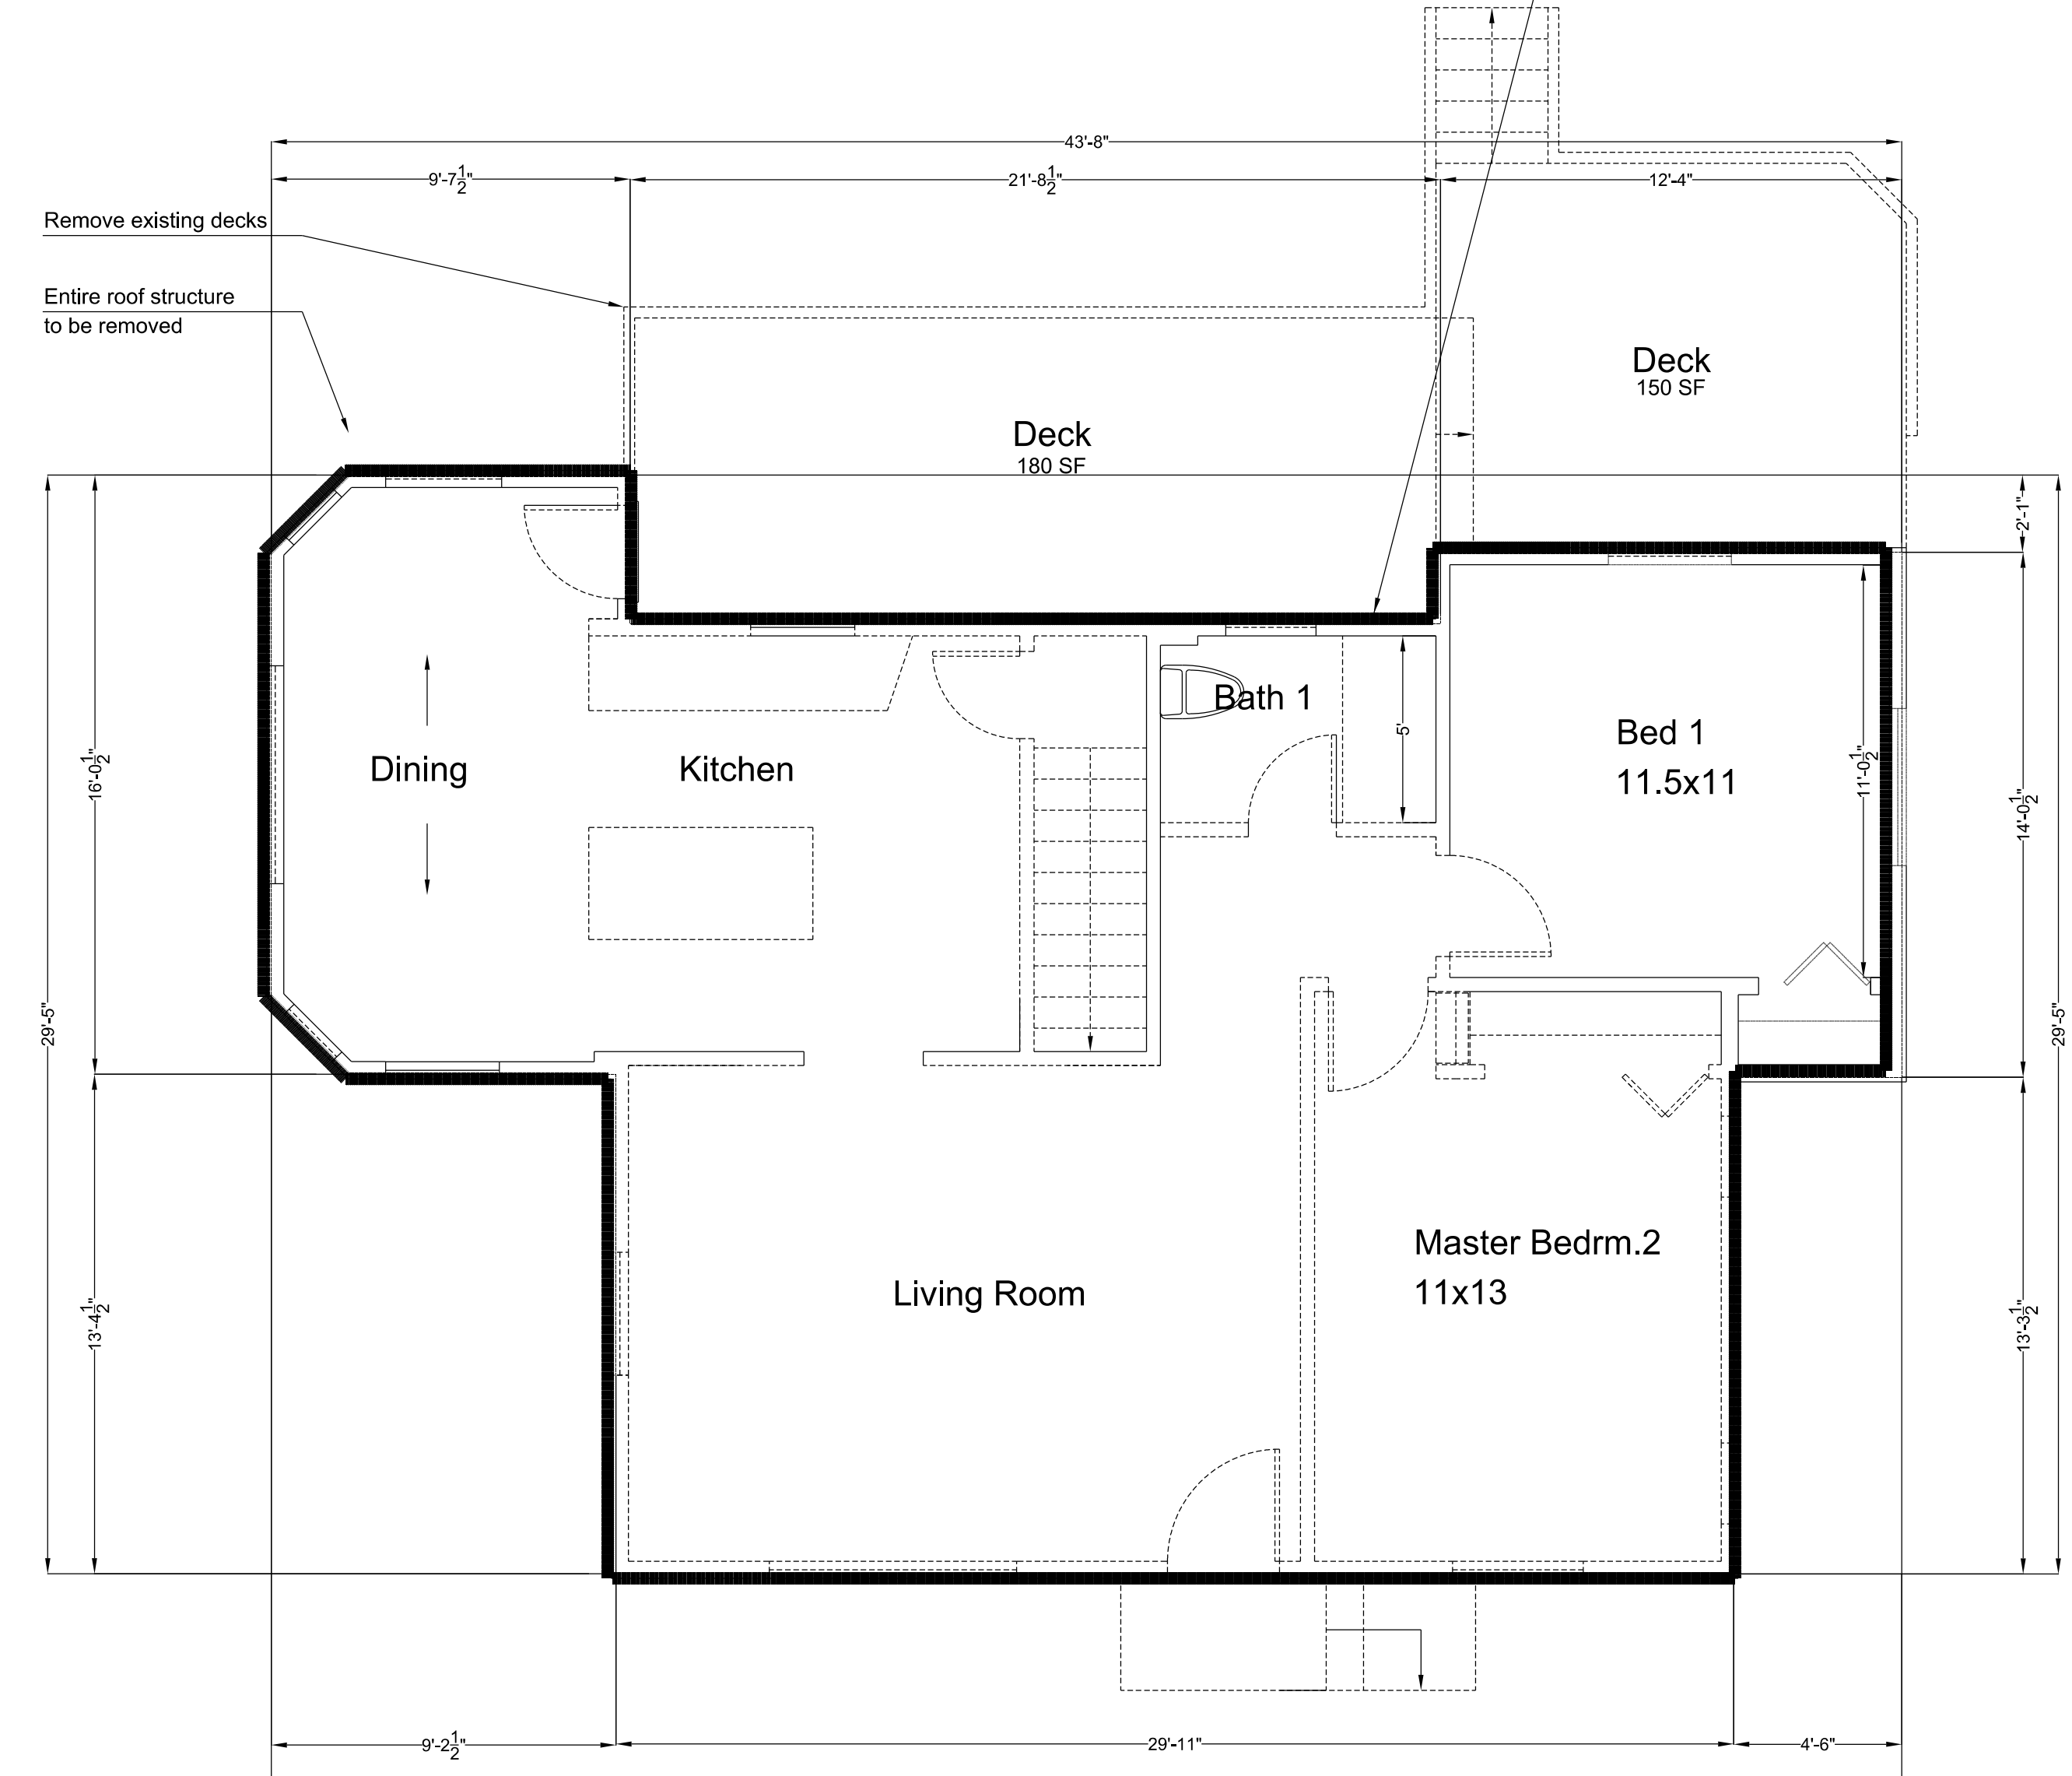 43'-8"
9'-7 1/2"
21'-8 1/2"
12'-4"
Remove existing decks
Entire roof structure
to be removed
Deck
150 SF
Deck
180 SF
2'-1"
Bath 1
5'
Bed 1
11.5x11
11'-0 1/2"
Dining
Kitchen
16'-0 1/2"
14'-0 1/2"
29'-5"
29'-5"
Master Bedrm.2
11x13
Living Room
13'-4 1/2"
13'-3 1/2"
9'-2 1/2"
29'-11"
4'-6"